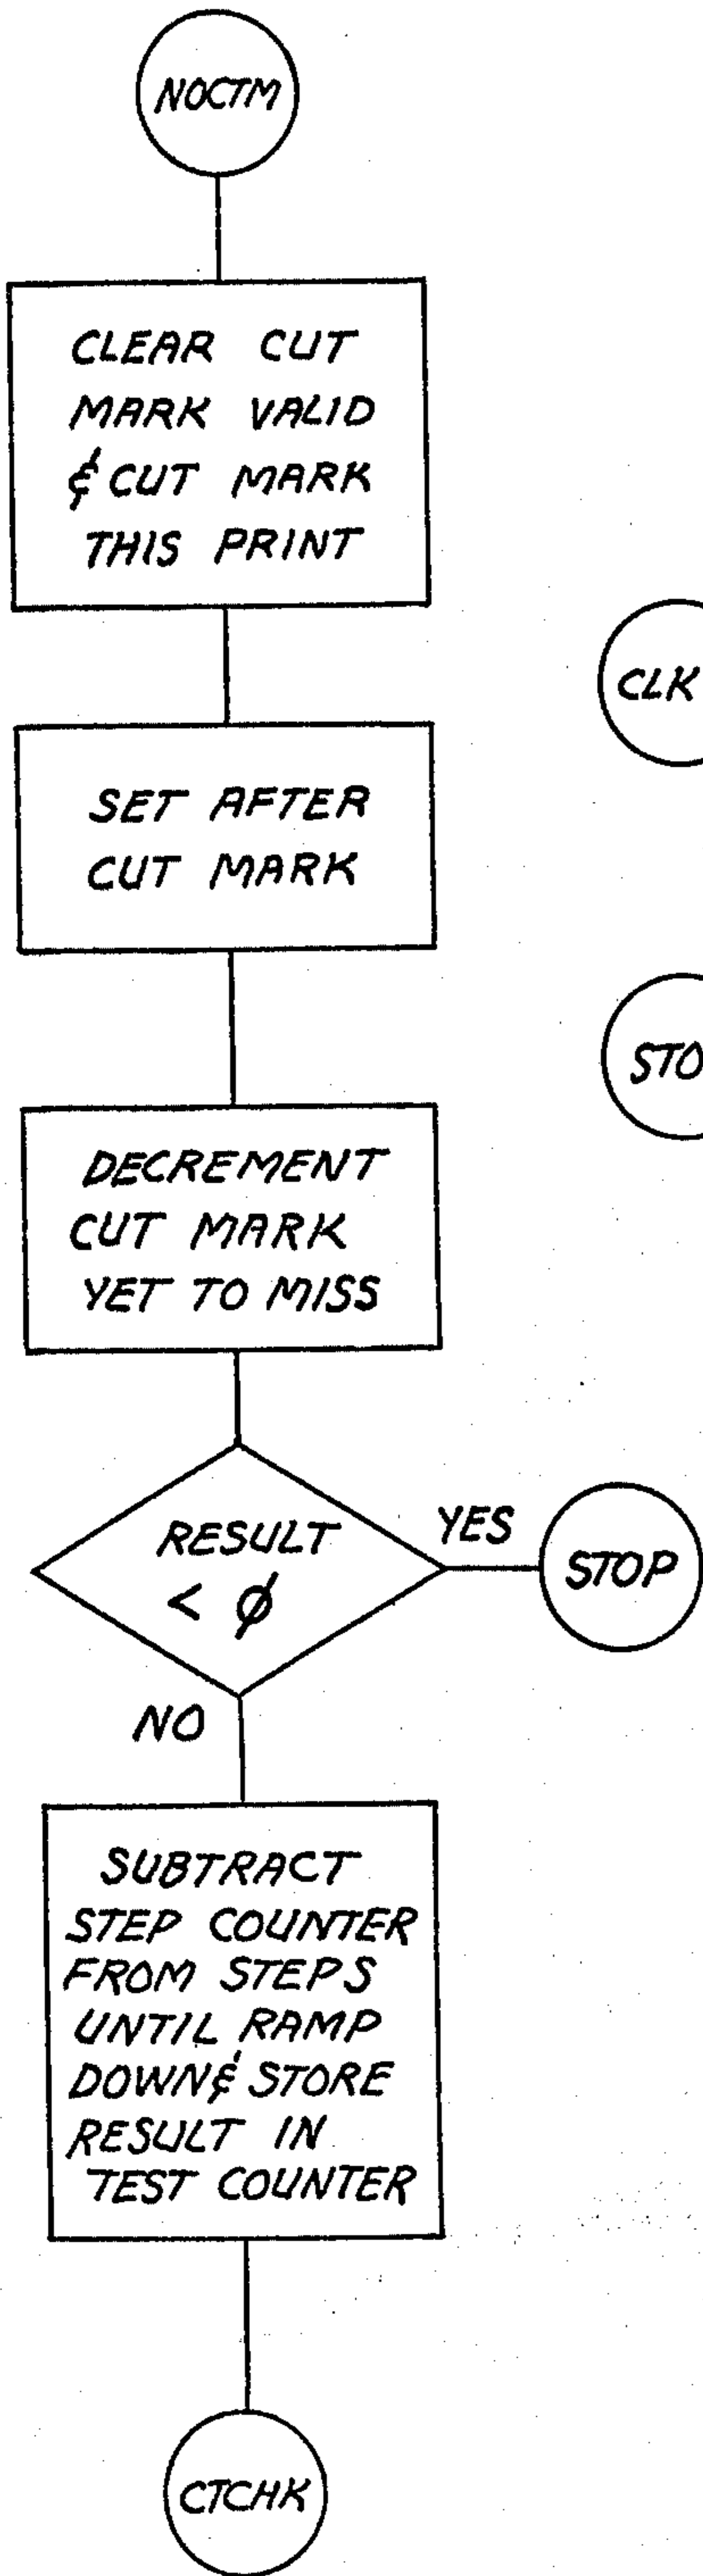 NOCTM
CLEAR CUT
MARK VALID
& CUT MARK
THIS PRINT
CLK
SET AFTER
CUT MARK
STO
DECREMENT
CUT MARK
YET TO MISS
RESULT
< Ø
YES
STOP
NO
SUBTRACT
STEP COUNTER
FROM STEPS
UNTIL RAMP
DOWN & STORE
RESULT IN
TEST COUNTER
CTCHK